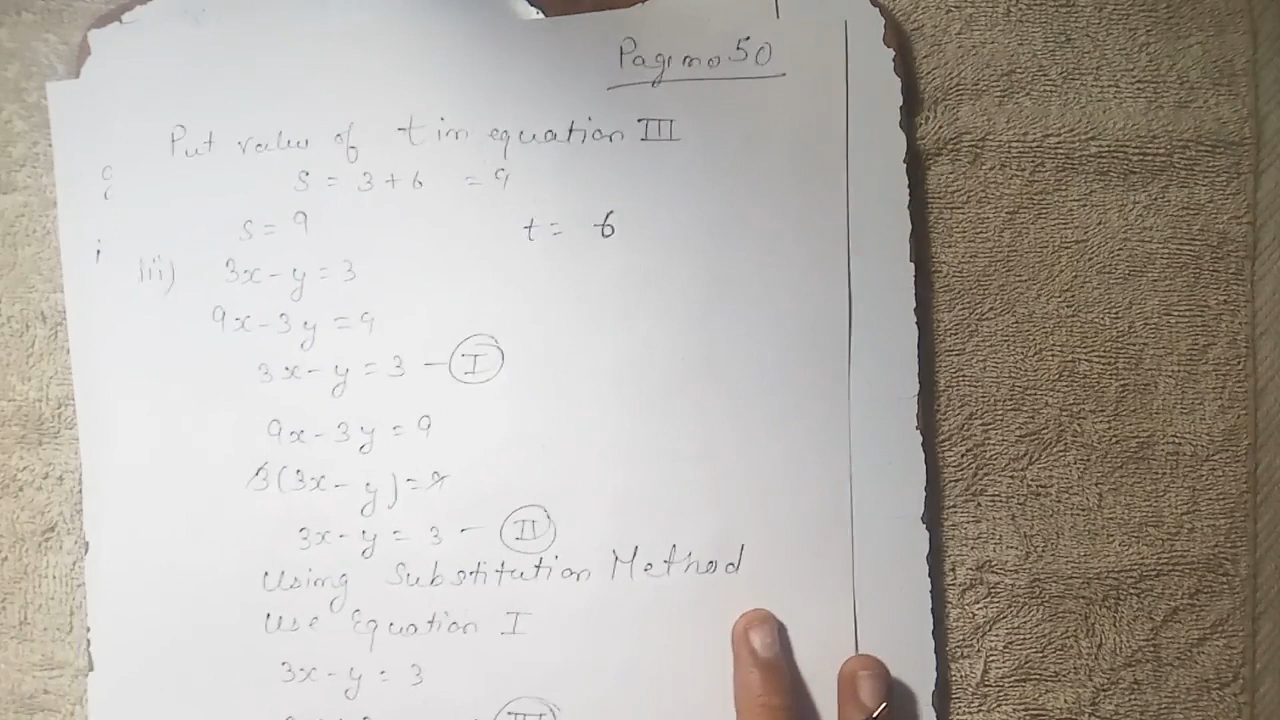 Page no 50
Put value of t in equation III
S = 3 + 6 = 9
S = 9 t = 6
iii) 3x - y = 3
9x - 3y = 9
3x - y = 3 - I
9x - 3y = 9
3(3x - y) = 9
3x - y = 3 - II
Using Substitution Method
Use Equation I
3x - y = 3